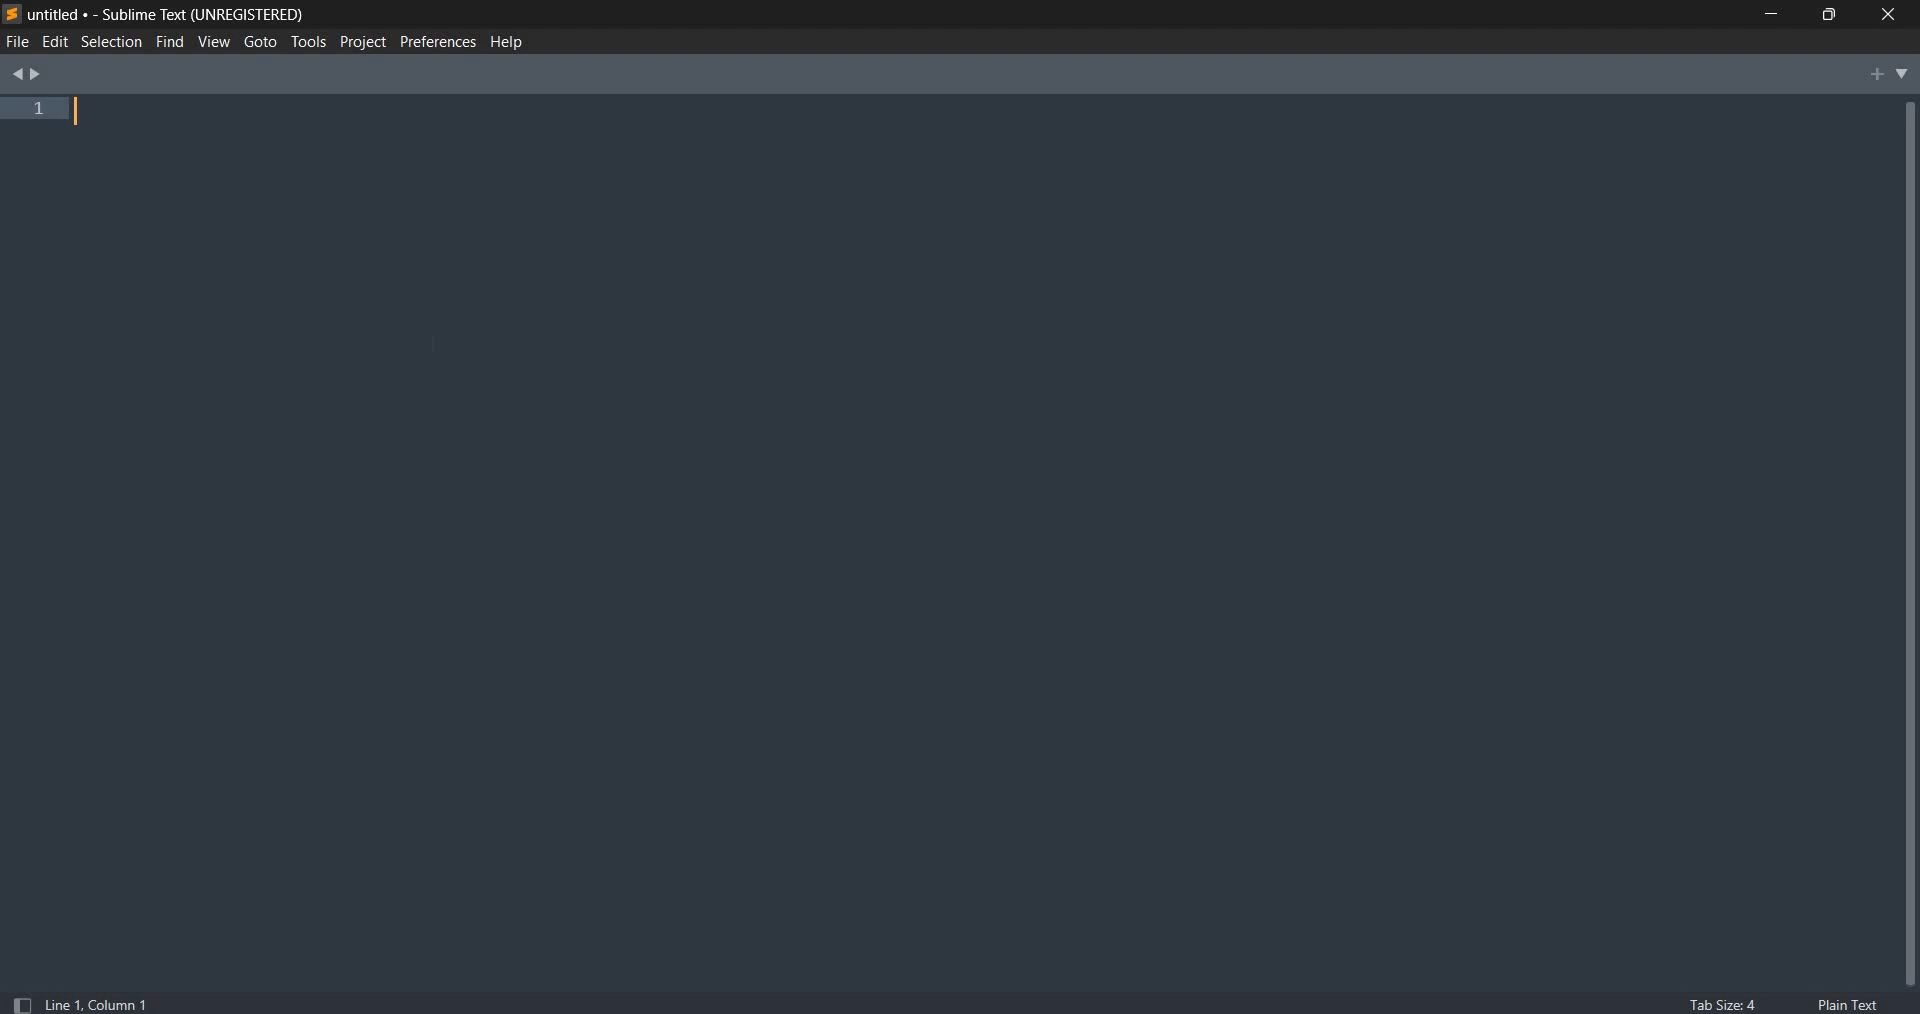 untitled • - Sublime Text (UNREGISTERED)
File Edit Selection Find View Goto Tools Project Preferences Help
1
Line 1, Column 1 Tab Size: 4 Plain Text